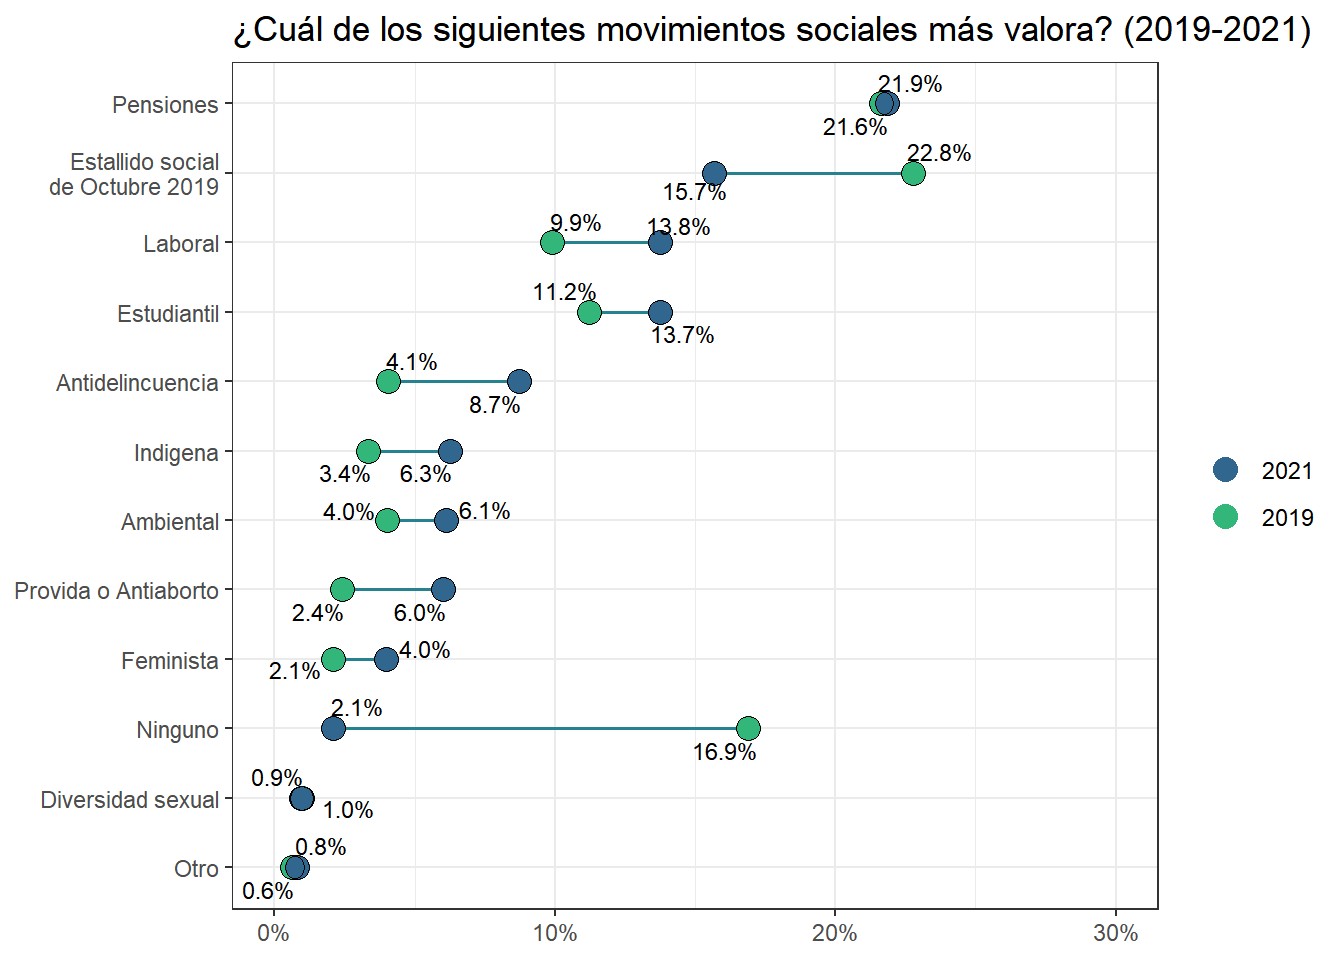 ¿Cuál de los siguientes movimientos sociales más valora? (2019-2021)
Pensiones
21.9%
21.6%
Estallido social
de Octubre 2019
22.8%
15.7%
Laboral
9.9%
13.8%
Estudiantil
11.2%
13.7%
Antidelincuencia
4.1%
8.7%
Indigena
3.4%
6.3%
Ambiental
4.0%
6.1%
Provida o Antiaborto
2.4%
6.0%
Feminista
2.1%
4.0%
Ninguno
2.1%
16.9%
Diversidad sexual
0.9%
1.0%
Otro
0.8%
0.6%
0%
10%
20%
30%
2021
2019